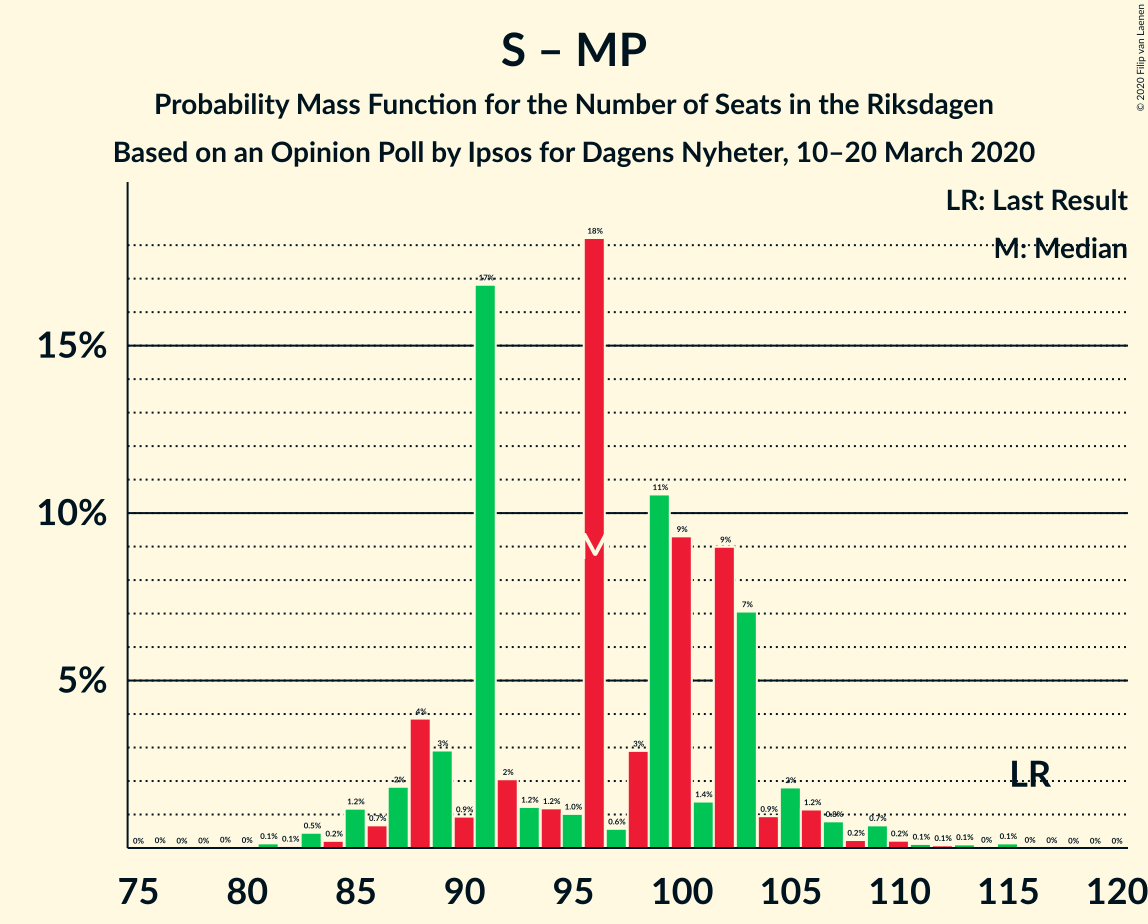 © 2020 Filip van Laenen
S – MP
Probability Mass Function for the Number of Seats in the Riksdagen
Based on an Opinion Poll by Ipsos for Dagens Nyheter, 10–20 March 2020
LR: Last Result
M: Median
15%
10%
5%
0% 0% 0% 0% 0% 0% 0.1% 0.1% 0.5% 0.2% 1.2% 0.7% 2% 4% 3% 0.9% 17% 2% 1.2% 1.2% 1.0% 18% 0.6% 3% 11% 9% 1.4% 9% 7% 0.9% 2% 1.2% 0.8% 0.2% 0.7% 0.2% 0.1% 0.1% 0.1% 0% 0.1% 0% 0% 0% 0% 0%
M
LR
75 80 85 90 95 100 105 110 115 120